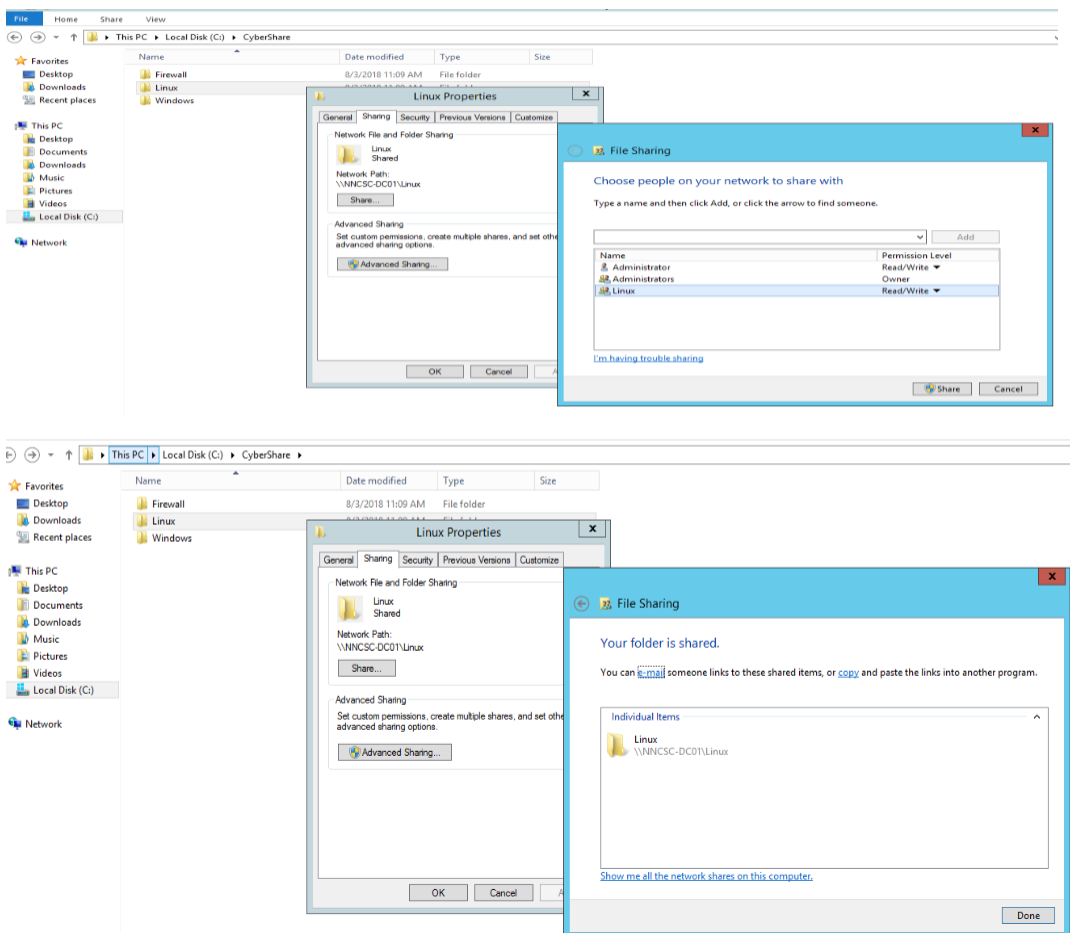 File Home Share View
This PC Local Disk (C:) CyberShare
Favorites
Desktop
Downloads
Recent places
This PC
Desktop
Documents
Downloads
Music
Pictures
Videos
Local Disk (C:)
Network
Name Date modified Type Size
Firewall 8/3/2018 11:09 AM File folder
Linux
Windows
Linux Properties
x
General Sharing Security Previous Versions Customize
Network File and Folder Sharing
Linux
Shared
Network Path:
\\NNCSC-DC01\Linux
Share...
Advanced Sharing
Set custom permissions, create multiple shares, and set othe
advanced sharing options.
Advanced Sharing...
OK Cancel A
x
File Sharing
Choose people on your network to share with
Type a name and then click Add, or click the arrow to find someone.
Add
Name Permission Level
Administrator Read/Write
Administrators Owner
Linux Read/Write
I'm having trouble sharing
Share Cancel
This PC Local Disk (C:) CyberShare
Favorites
Desktop
Downloads
Recent places
This PC
Desktop
Documents
Downloads
Music
Pictures
Videos
Local Disk (C:)
Network
Name Date modified Type Size
Firewall 8/3/2018 11:09 AM File folder
Linux
Windows
Linux Properties
x
General Sharing Security Previous Versions Customize
Network File and Folder Sharing
Linux
Shared
Network Path:
\\NNCSC-DC01\Linux
Share...
Advanced Sharing
Set custom permissions, create multiple shares, and set othe
advanced sharing options.
Advanced Sharing...
OK Cancel A
x
File Sharing
Your folder is shared.
You can e-mail someone links to these shared items, or copy and paste the links into another program.
Individual Items
Linux
\\NNCSC-DC01\Linux
Show me all the network shares on this computer.
Done